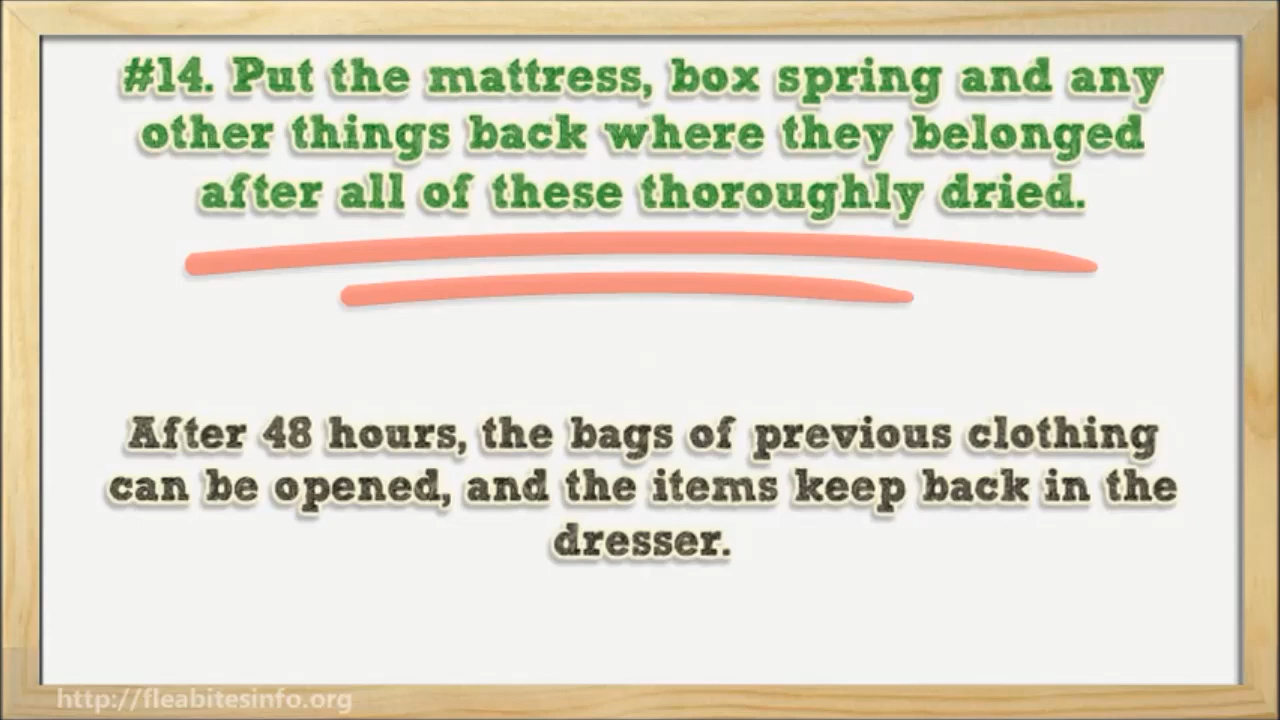 #14. Put the mattress, box spring and any
other things back where they belonged
after all of these thoroughly dried.
After 48 hours, the bags of previous clothing
can be opened, and the items keep back in the
dresser.
http://fleabitesinfo.org